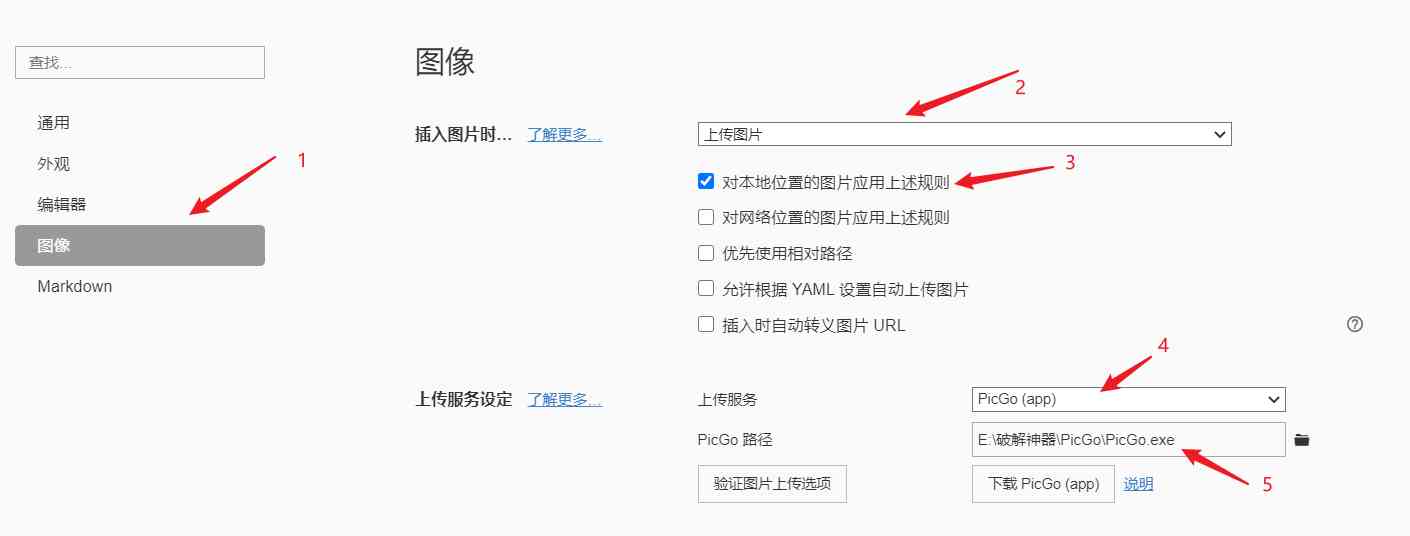 图像
查找...
2
插入图片时... 了解更多...
上传图片
通用
外观
1
3
对本地位置的图片应用上述规则
编辑器
对网络位置的图片应用上述规则
图像
优先使用相对路径
Markdown
允许根据 YAML 设置自动上传图片
插入时自动转义图片 URL
?
4
上传服务设定 了解更多...
上传服务
PicGo (app)
PicGo 路径
E:\破解神器\PicGo\PicGo.exe
验证图片上传选项
下载 PicGo (app) 说明
5